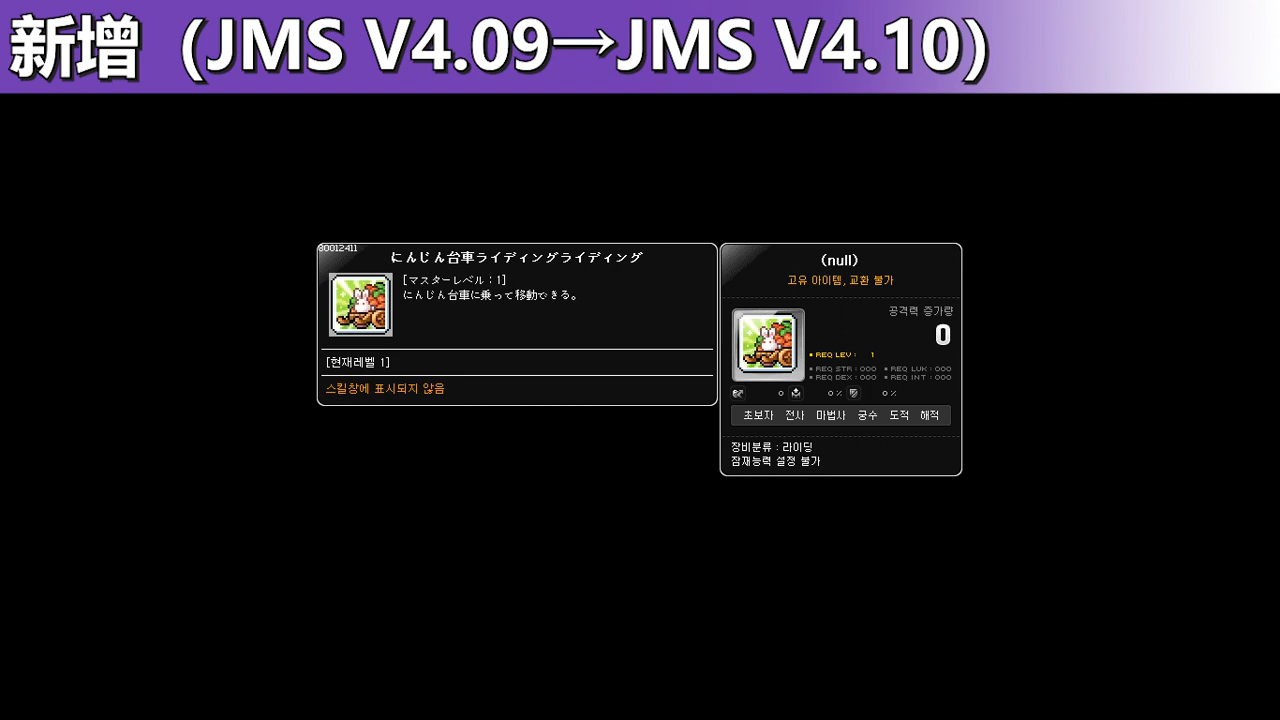 新增（JMS V4.09→JMS V4.10）
80012411
にんじん台車ライディングライディング
[マスターレベル：1]
にんじん台車に乗って移動できる。
[현재레벨 1]
스킬창에 표시되지 않음
(null)
고유 아이템, 교환 불가
공격력 증가량
0
REQ LEV : 1
REQ STR : 000 REQ LUK : 000
REQ DEX : 000 REQ INT : 000
0 0 % 0 %
초보자 전사 마법사 궁수 도적 해적
장비분류 : 라이딩
잠재능력 설정 불가